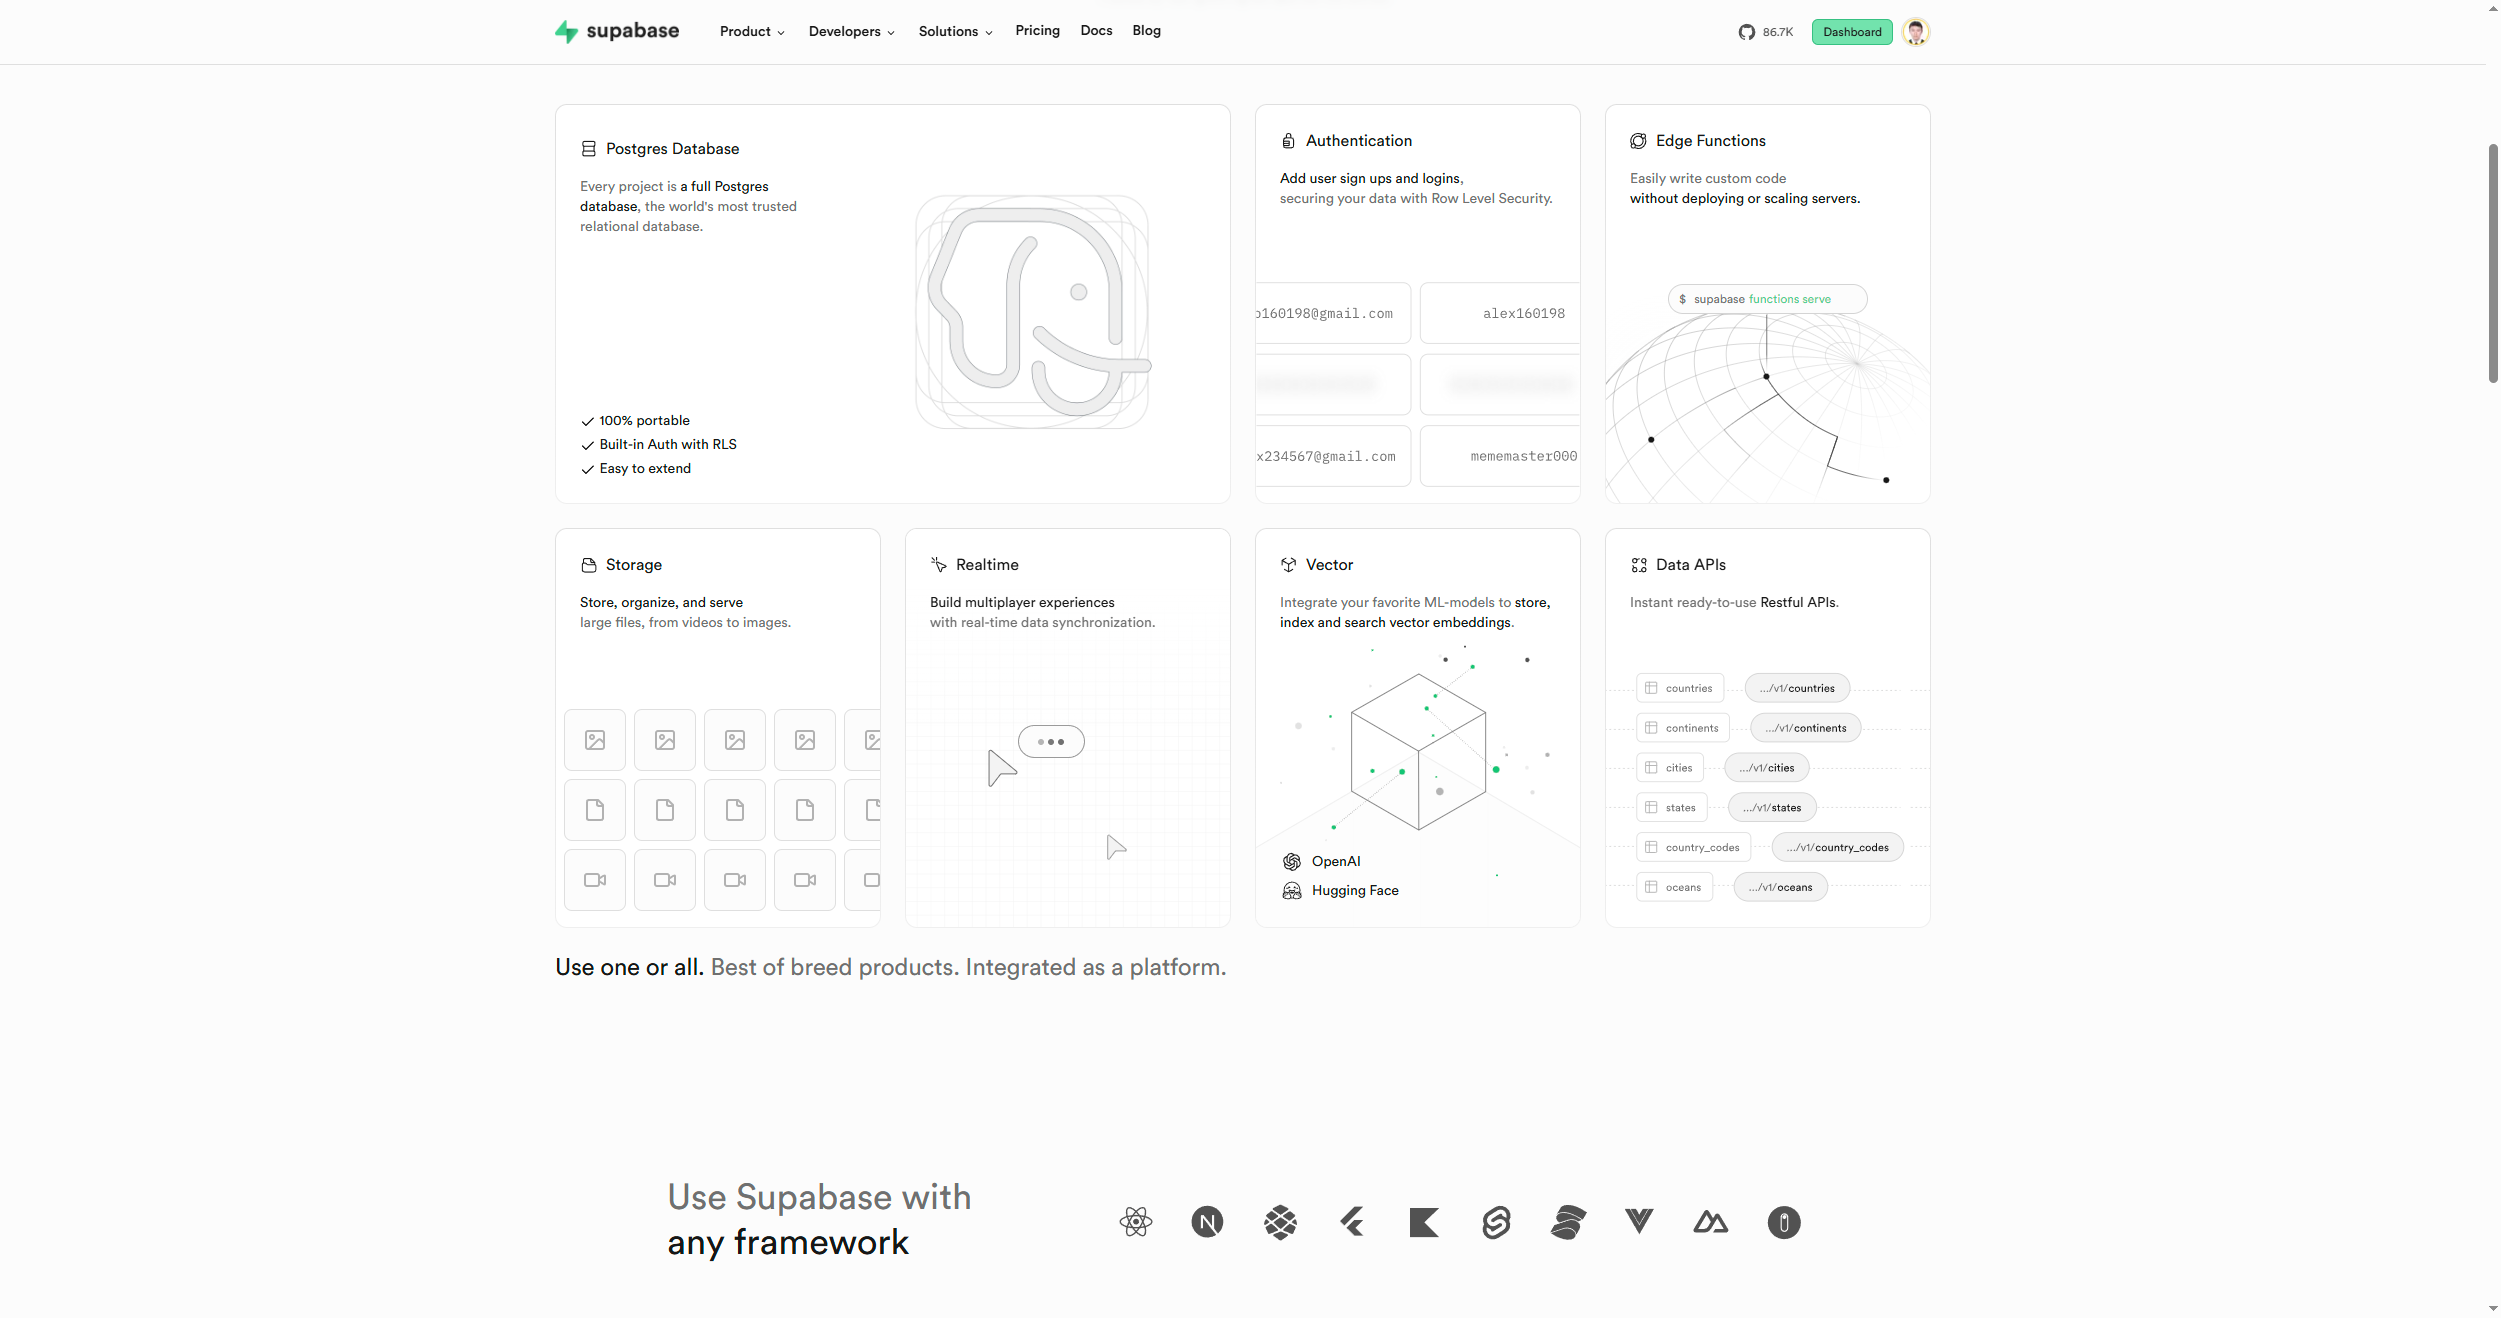 supabase
Product
Developers
Solutions
Pricing
Docs
Blog
86.7K
Dashboard
Postgres Database
Every project is a full Postgres
database, the world's most trusted
relational database.
100% portable
Built-in Auth with RLS
Easy to extend
Authentication
Add user sign ups and logins,
securing your data with Row Level Security.
160198@gmail.com
alex160198
x234567@gmail.com
mememaster000
Edge Functions
Easily write custom code
without deploying or scaling servers.
$ supabase functions serve
Storage
Store, organize, and serve
large files, from videos to images.
Realtime
Build multiplayer experiences
with real-time data synchronization.
Vector
Integrate your favorite ML-models to store,
index and search vector embeddings.
OpenAI
Hugging Face
Data APIs
Instant ready-to-use Restful APIs.
countries
.../v1/countries
continents
.../v1/continents
cities
.../v1/cities
states
.../v1/states
country_codes
.../v1/country_codes
oceans
.../v1/oceans
Use one or all. Best of breed products. Integrated as a platform.
Use Supabase with
any framework